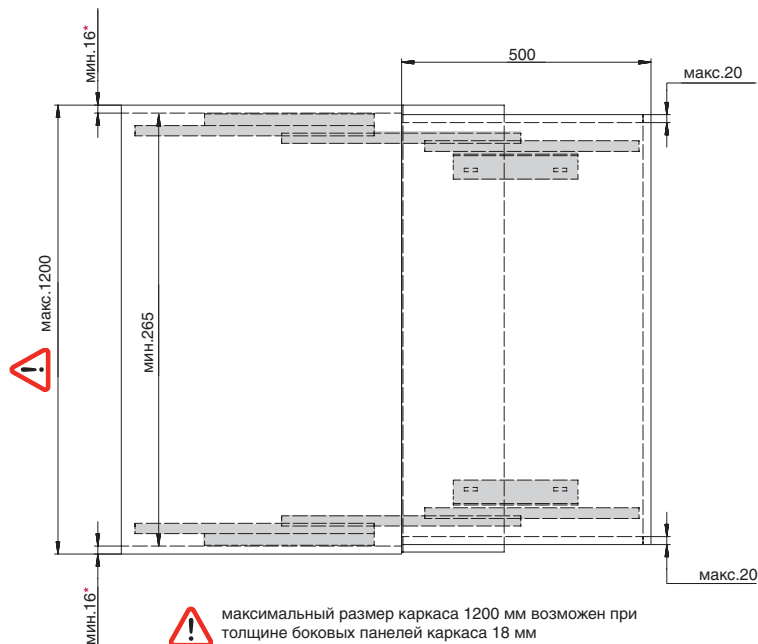 мин.16*
500
макс.20
макс.1200
мин.265
макс.20
мин.16*
максимальный размер каркаса 1200 мм возможен при
толщине боковых панелей каркаса 18 мм